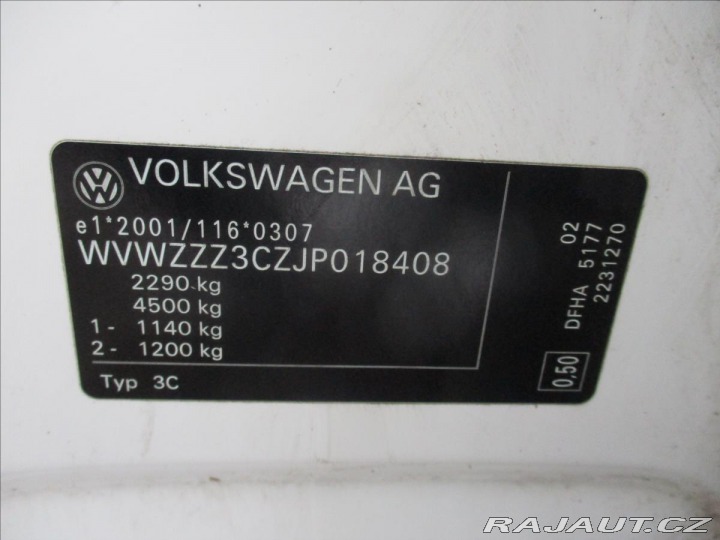 VOLKSWAGEN AG
e1*2001/116*0307
WVWZZZ3CZJP018408
2290 kg
4500 kg
1 - 1140 kg
2 - 1200 kg
Typ 3C
02
DFHA 5177
2231270
0,50
RAJAUT.CZ